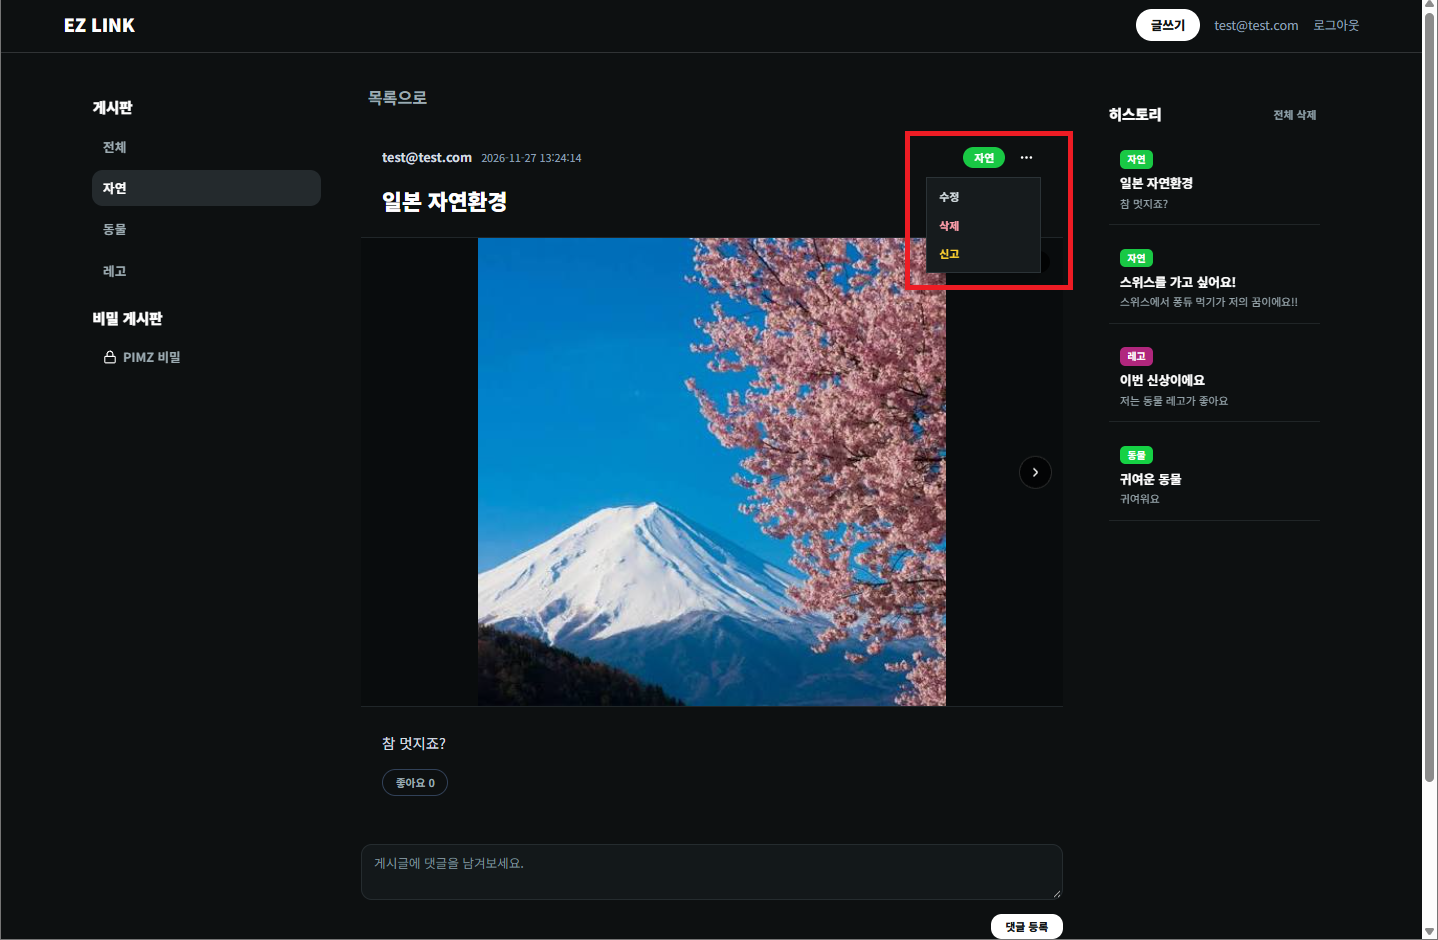 EZ LINK
글쓰기 test@test.com 로그아웃
게시판
전체
자연
동물
레고
비밀 게시판
PIMZ 비밀
목록으로
test@test.com 2026-11-27 13:24:14
자연 ···
일본 자연환경
수정
삭제
신고
참 멋지죠?
좋아요 0
게시글에 댓글을 남겨보세요.
댓글 등록
히스토리 전체 삭제
자연
일본 자연환경
참 멋지죠?
자연
스위스를 가고 싶어요!
스위스에서 퐁듀 먹기가 저의 꿈이에요!!
레고
이번 신상이에요
저는 동물 레고가 좋아요
동물
귀여운 동물
귀여워요